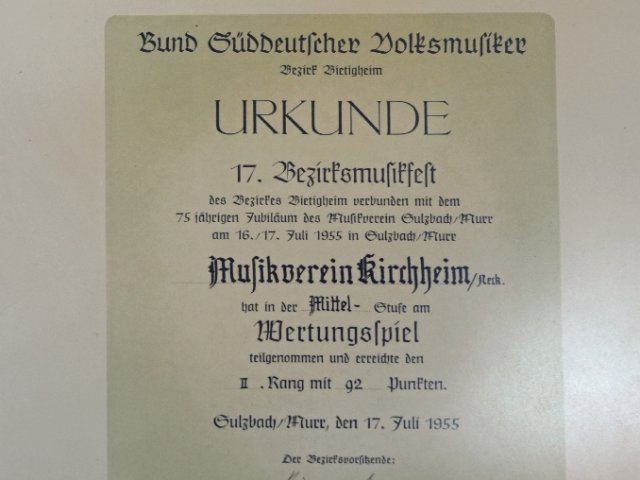 Bund Süddeutscher Volksmusiker
Bezirk Bietigheim
URKUNDE
17. Bezirksmusikfest
des Bezirkes Bietigheim verbunden mit dem
75 jährigen Jubiläum des Musikverein Sulzbach/Murr
am 16./17. Juli 1955 in Sulzbach/Murr
Musikverein Kirchheim/Neck.
hat in der Mittel- Stufe am
Wertungsspiel
teilgenommen und erreichte den
II. Rang mit 92 Punkten.
Sulzbach/Murr, den 17. Juli 1955
Der Bezirksvorsitzende: